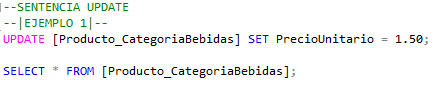 --SENTENCIA UPDATE
--|EJEMPLO 1|--
UPDATE [Producto_CategoriaBebidas] SET PrecioUnitario = 1.50;
SELECT * FROM [Producto_CategoriaBebidas];